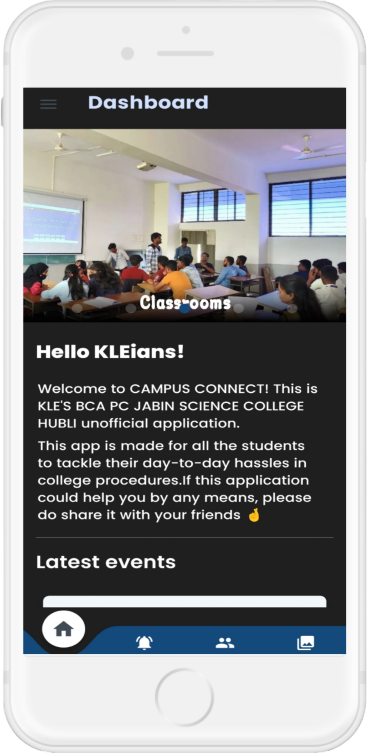 Dashboard
Class-rooms
Hello KLEians!
Welcome to CAMPUS CONNECT! This is
KLE'S BCA PC JABIN SCIENCE COLLEGE
HUBLI unofficial application.
This app is made for all the students
to tackle their day-to-day hassles in
college procedures.If this application
could help you by any means, please
do share it with your friends 🤞
Latest events